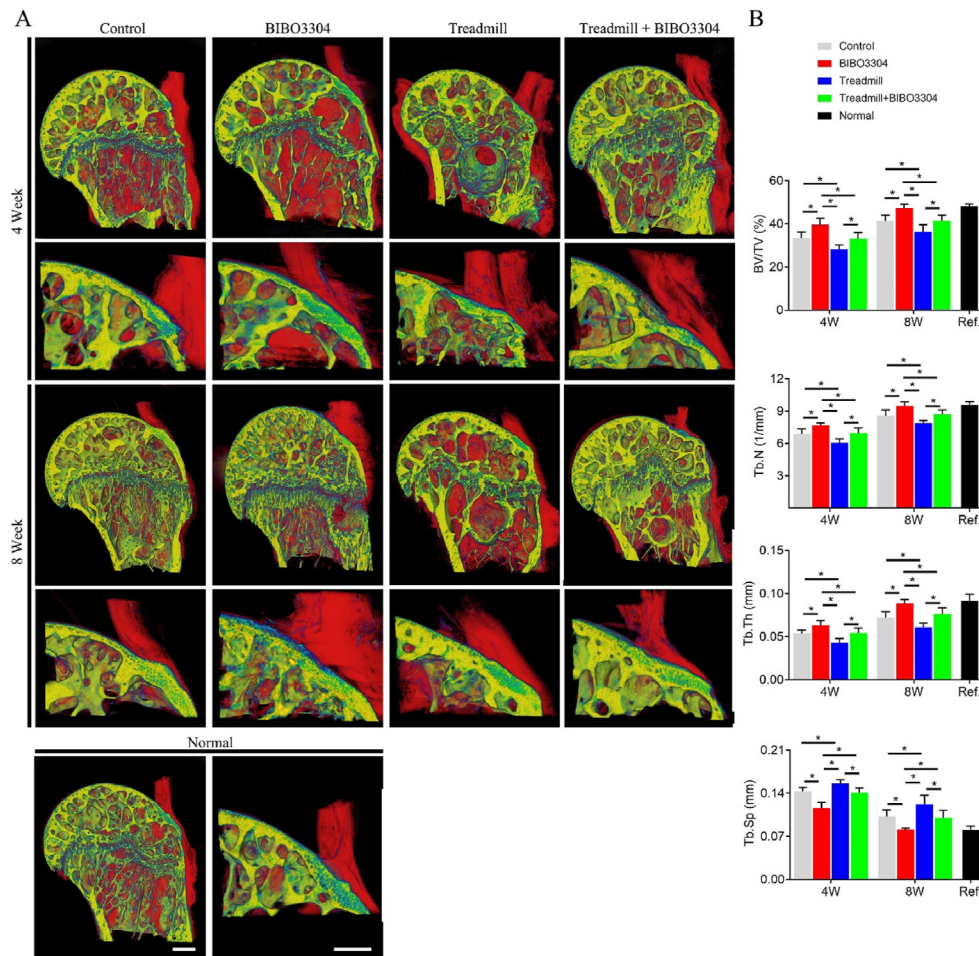 A
Control BIBO3304 Treadmill Treadmill + BIBO3304
4 Week
8 Week
Normal
B
Control
BIBO3304
Treadmill
Treadmill+BIBO3304
Normal
BV/TV (%)
60
40
20
0
* * * * * *
* * * * * *
4W 8W Ref.
Tb.N (1/mm)
12
9
6
3
* * * * *
* * * * *
4W 8W Ref.
Tb.Th (mm)
0.15
0.10
0.05
0.00
* * * * *
* * * * *
4W 8W Ref.
Tb.Sp (mm)
0.21
0.14
0.07
0.00
* * * * *
* * * * *
4W 8W Ref.